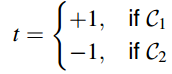 t = { +1, if 𝒞₁
−1, if 𝒞₂